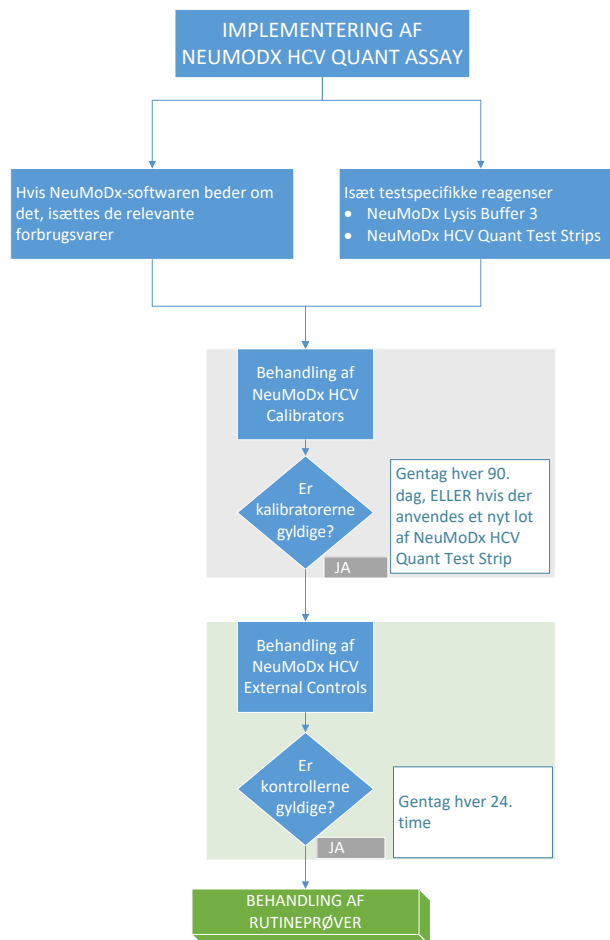 IMPLEMENTERING AF
NEUMODX HCV QUANT ASSAY
Hvis NeuMoDx-softwaren beder om
det, isættes de relevante
forbrugsvarer
Isæt testspecifikke reagenser
• NeuMoDx Lysis Buffer 3
• NeuMoDx HCV Quant Test Strips
Behandling af
NeuMoDx HCV
Calibrators
Er
kalibratorerne
gyldige?
Gentag hver 90.
dag, ELLER hvis der
anvendes et nyt lot
af NeuMoDx HCV
Quant Test Strip
JA
Behandling af
NeuMoDx HCV
External Controls
Er
kontrollerne
gyldige?
Gentag hver 24.
time
JA
BEHANDLING AF
RUTINEPRØVER